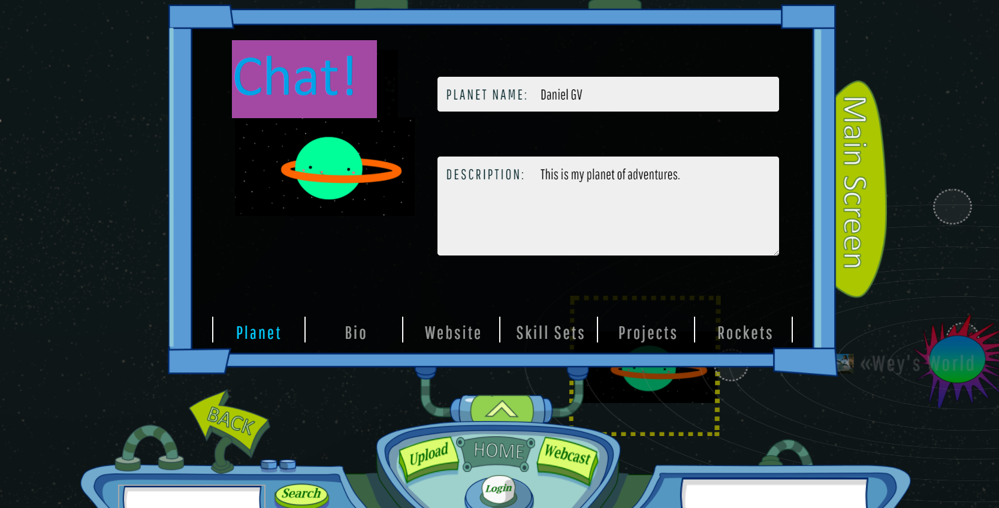 Chat!
PLANET NAME: Daniel GV
DESCRIPTION: This is my planet of adventures.
Main Screen
Planet
Bio
Website
Skill Sets
Projects
Rockets
«Wey's World
BACK
Upload
HOME
Webcast
Login
Search